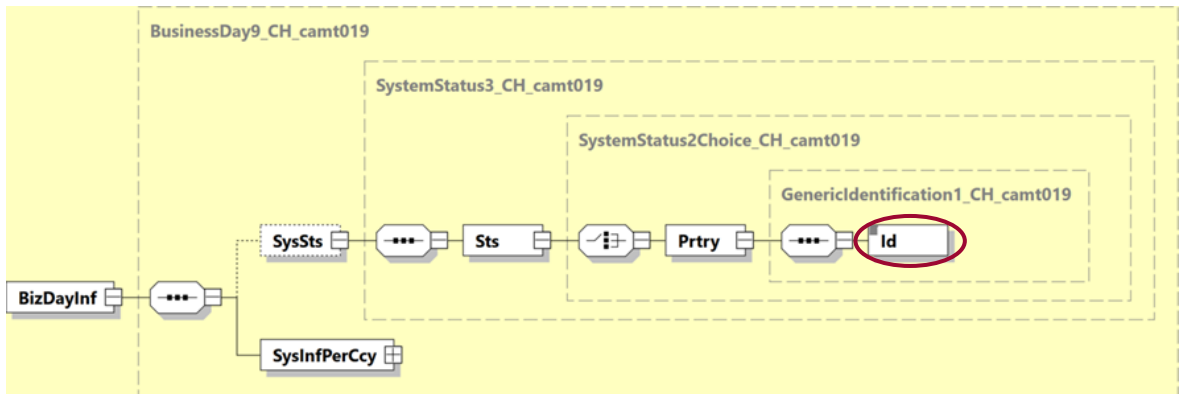 BusinessDay9_CH_camt019
SystemStatus3_CH_camt019
SystemStatus2Choice_CH_camt019
GenericIdentification1_CH_camt019
SysSts
Sts
Prtry
Id
BizDayInf
SysInfPerCcy